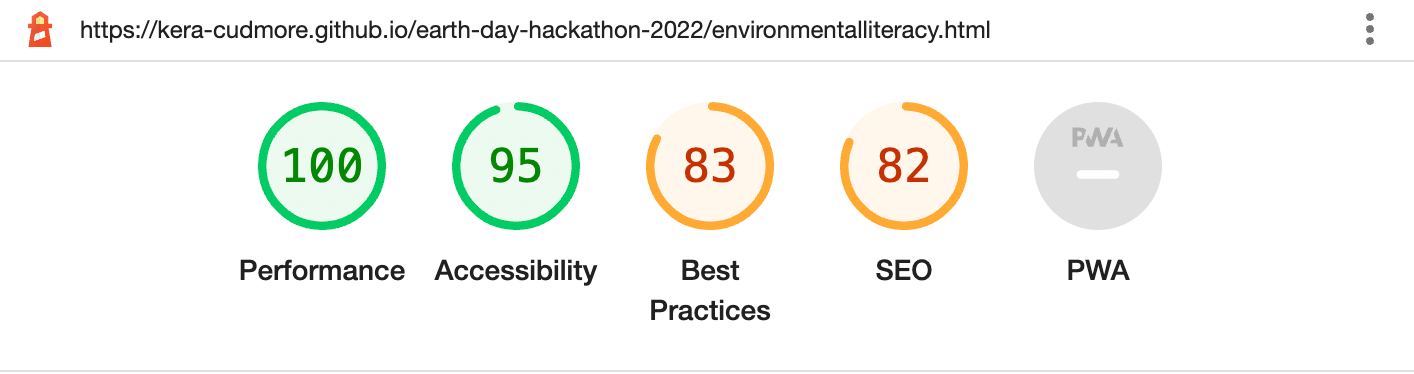 https://kera-cudmore.github.io/earth-day-hackathon-2022/environmentalliteracy.html
100
95
83
82
PWA
Performance
Accessibility
Best
Practices
SEO
PWA